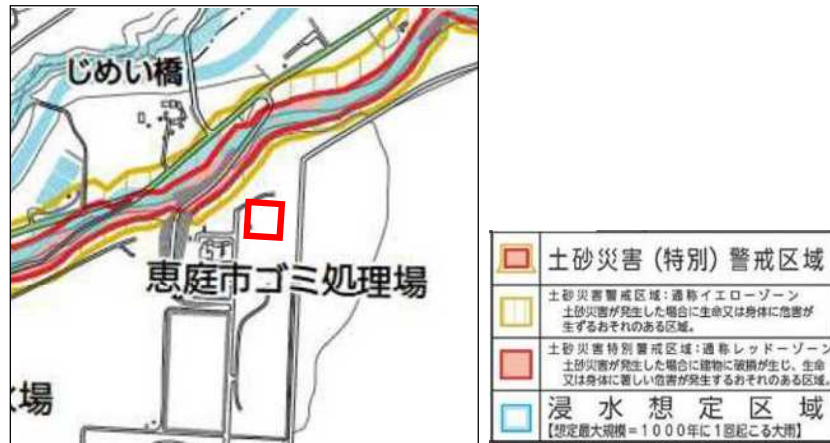 じめい橋
恵庭市ゴミ処理場
場
土砂災害(特別)警戒区域
土砂災害警戒区域:通称イエローゾーン
土砂災害が発生した場合に生命又は身体に危害が
生ずるおそれのある区域。
土砂災害特別警戒区域:通称レッドーゾーン
土砂災害が発生した場合に建物に破損が生じ、生命
又は身体に著しい危害が発生するおそれのある区域。
浸水想定区域
【想定最大規模=1000年に1回起こる大雨】